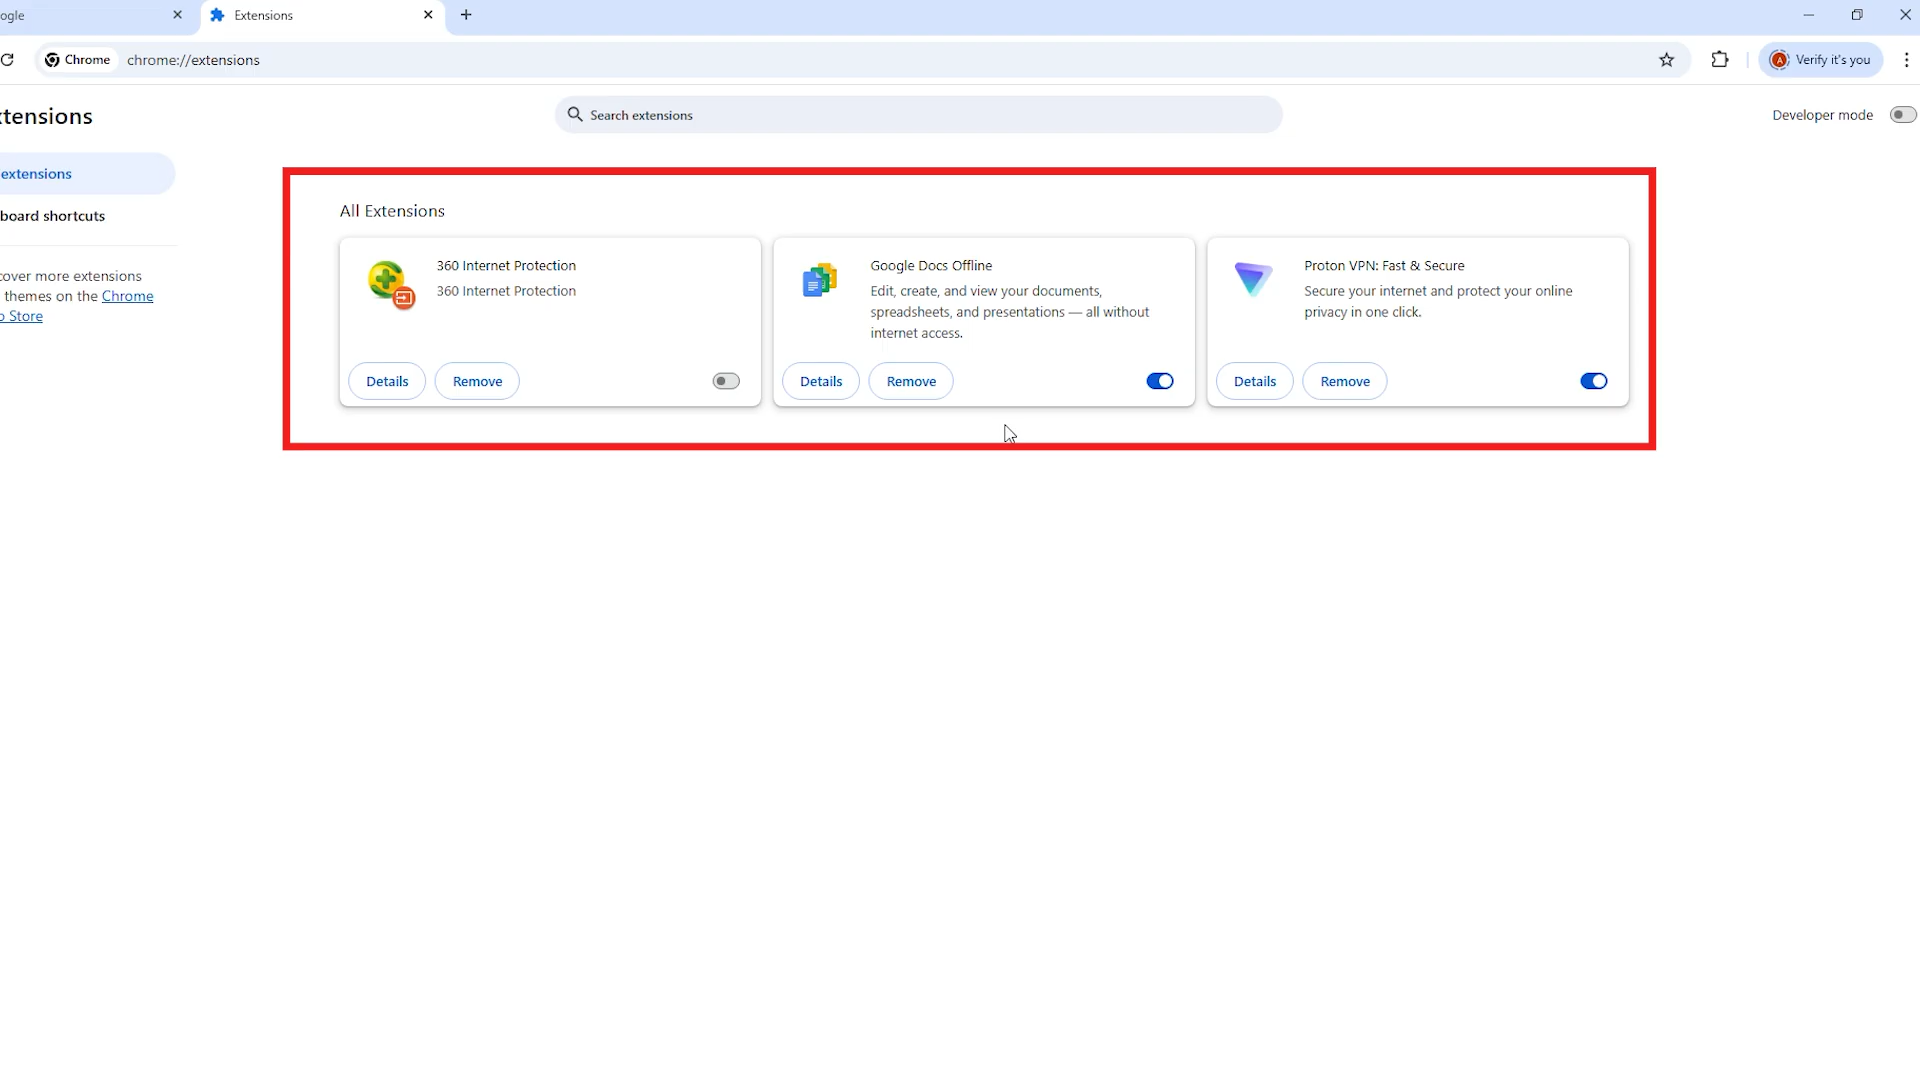 ogle
Extensions
Chrome
chrome://extensions
Verify it's you
tensions
Search extensions
Developer mode
extensions
board shortcuts
cover more extensions
themes on the Chrome
Store
All Extensions
360 Internet Protection
360 Internet Protection
Details
Remove
Google Docs Offline
Edit, create, and view your documents,
spreadsheets, and presentations — all without
internet access.
Details
Remove
Proton VPN: Fast & Secure
Secure your internet and protect your online
privacy in one click.
Details
Remove